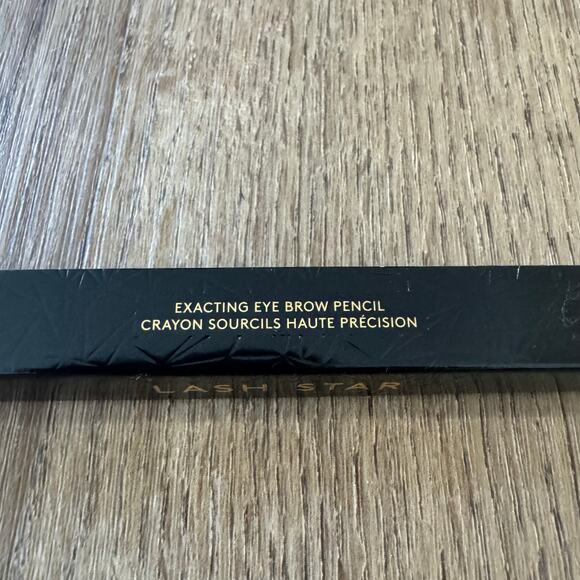 EXACTING EYE BROW PENCIL
CRAYON SOURCILS HAUTE PRÉCISION
LASH STAR